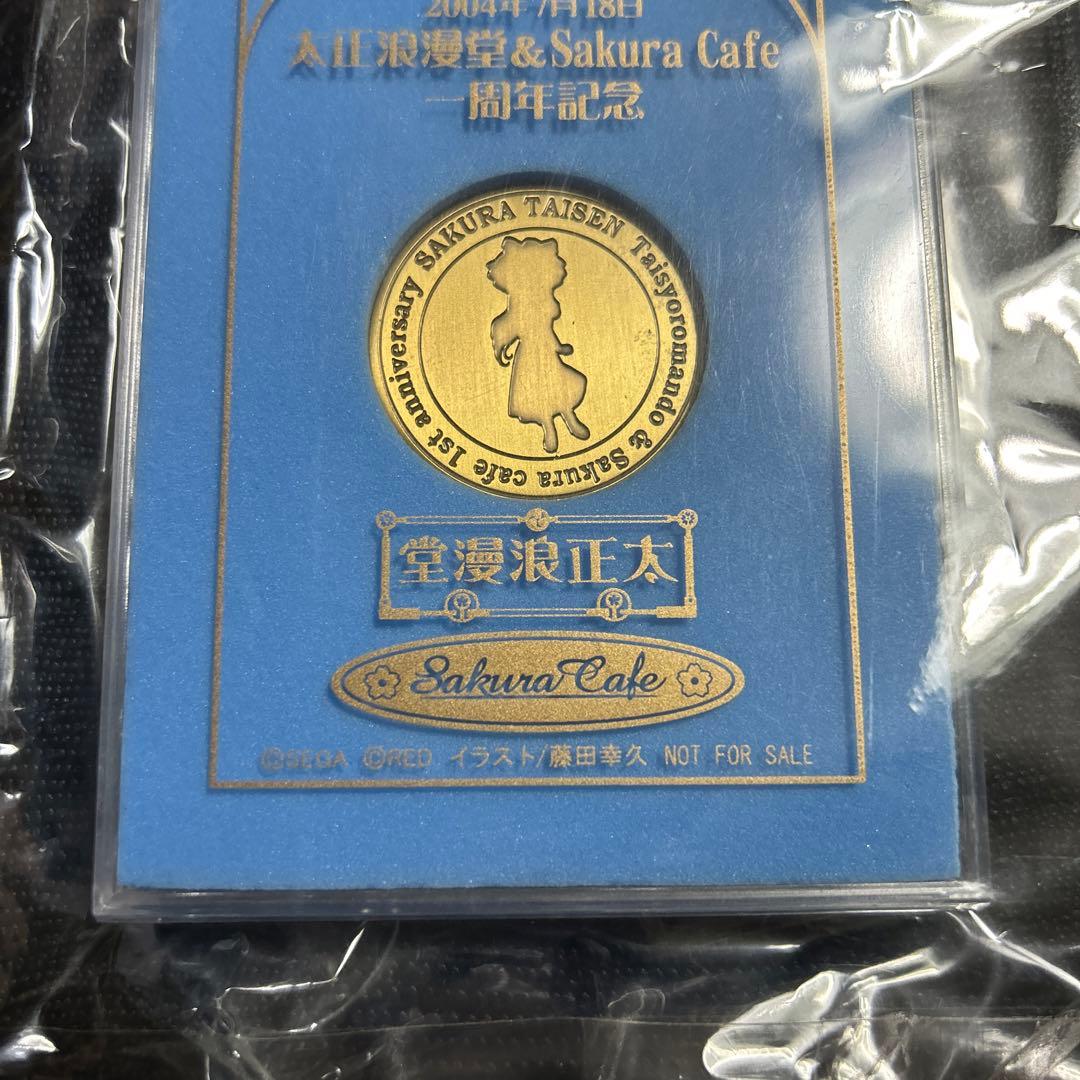 2004年7月18日
太正浪漫堂&Sakura Cafe
一周年記念
SAKURA TAISEN Taisyoromando & Sakura cafe 1st anniversary
堂漫浪正太
Sakura Cafe
©SEGA ©RED イラスト/藤田幸久 NOT FOR SALE